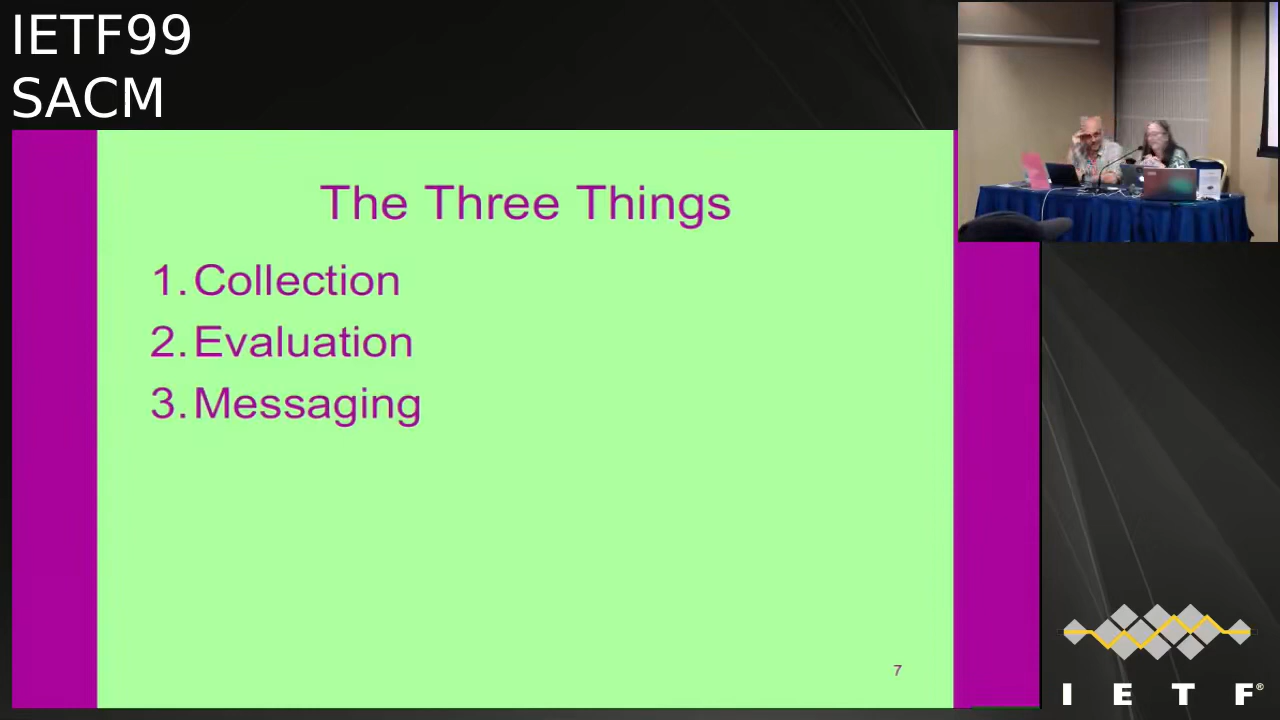 IETF99
SACM
The Three Things
1. Collection
2. Evaluation
3. Messaging
7
I E T F®